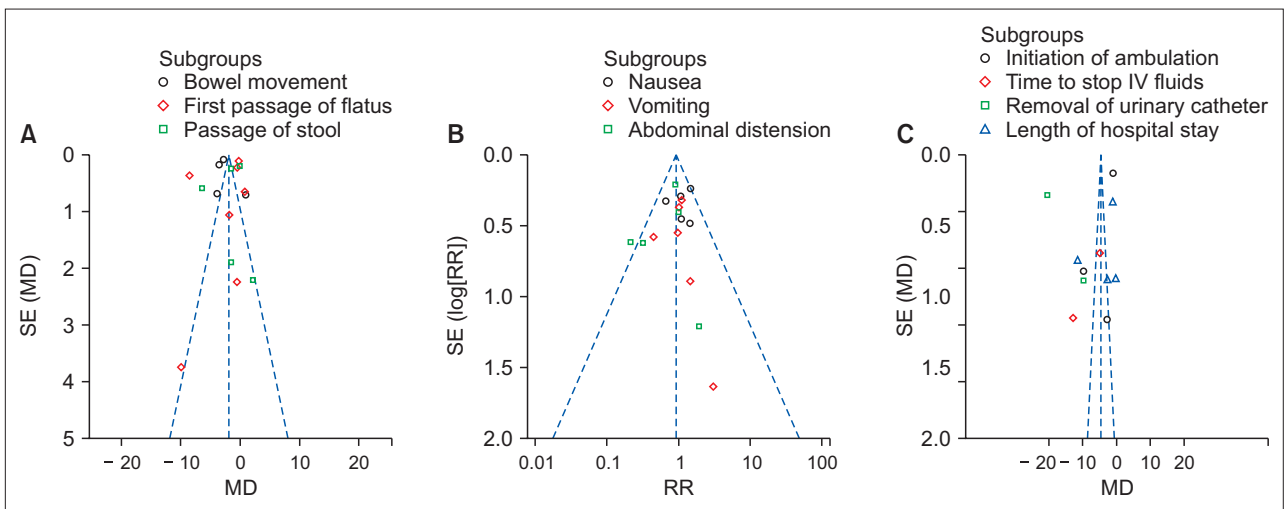 A
Subgroups
Bowel movement
First passage of flatus
Passage of stool
SE (MD)
0
1
2
3
4
5
− 20 − 10 0 10 20
MD
B
Subgroups
Nausea
Vomiting
Abdominal distension
SE (log[RR])
0.0
0.5
1.0
1.5
2.0
0.01 0.1 1 10 100
RR
C
Subgroups
Initiation of ambulation
Time to stop IV fluids
Removal of urinary catheter
Length of hospital stay
SE (MD)
0.0
0.5
1.0
1.5
2.0
− 20 − 10 0 10 20
MD